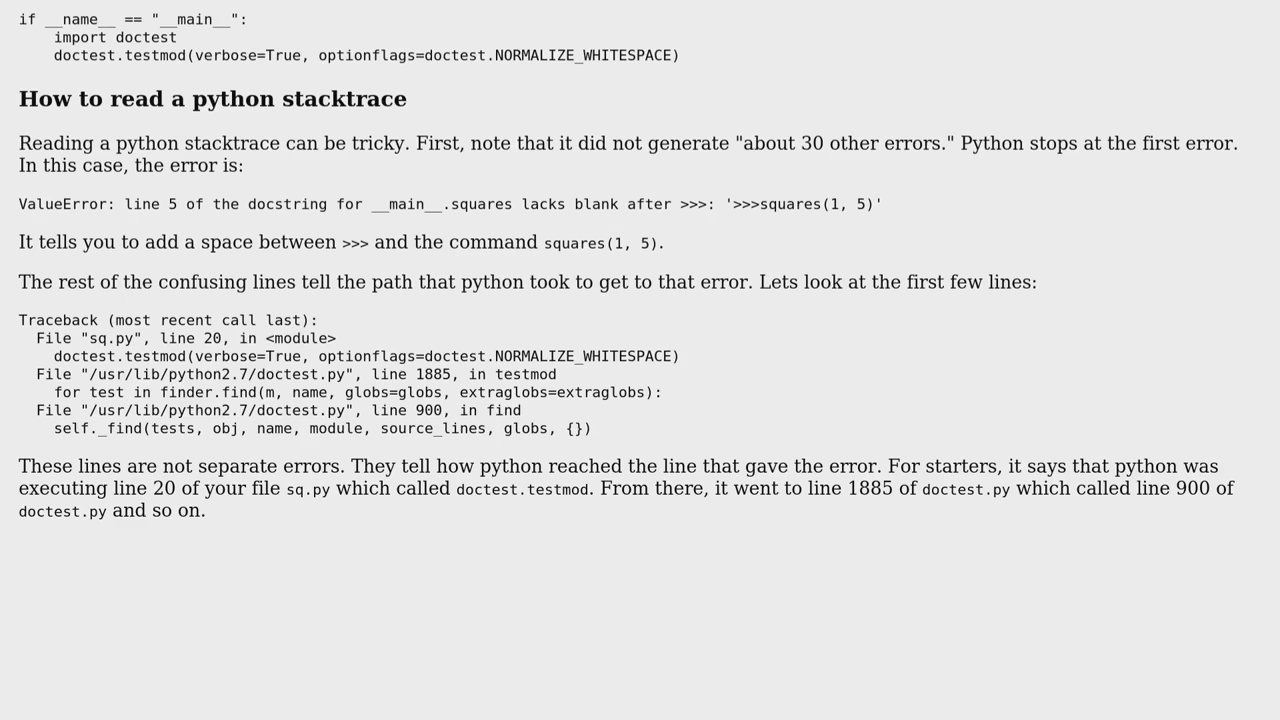 if __name__ == "__main__":
    import doctest
    doctest.testmod(verbose=True, optionflags=doctest.NORMALIZE_WHITESPACE)
How to read a python stacktrace
Reading a python stacktrace can be tricky. First, note that it did not generate "about 30 other errors." Python stops at the first error.
In this case, the error is:
ValueError: line 5 of the docstring for __main__.squares lacks blank after >>>: '>>>squares(1, 5)'
It tells you to add a space between >>> and the command squares(1, 5).
The rest of the confusing lines tell the path that python took to get to that error. Lets look at the first few lines:
Traceback (most recent call last):
  File "sq.py", line 20, in <module>
    doctest.testmod(verbose=True, optionflags=doctest.NORMALIZE_WHITESPACE)
  File "/usr/lib/python2.7/doctest.py", line 1885, in testmod
    for test in finder.find(m, name, globs=globs, extraglobs=extraglobs):
  File "/usr/lib/python2.7/doctest.py", line 900, in find
    self._find(tests, obj, name, module, source_lines, globs, {})
These lines are not separate errors. They tell how python reached the line that gave the error. For starters, it says that python was
executing line 20 of your file sq.py which called doctest.testmod. From there, it went to line 1885 of doctest.py which called line 900 of
doctest.py and so on.